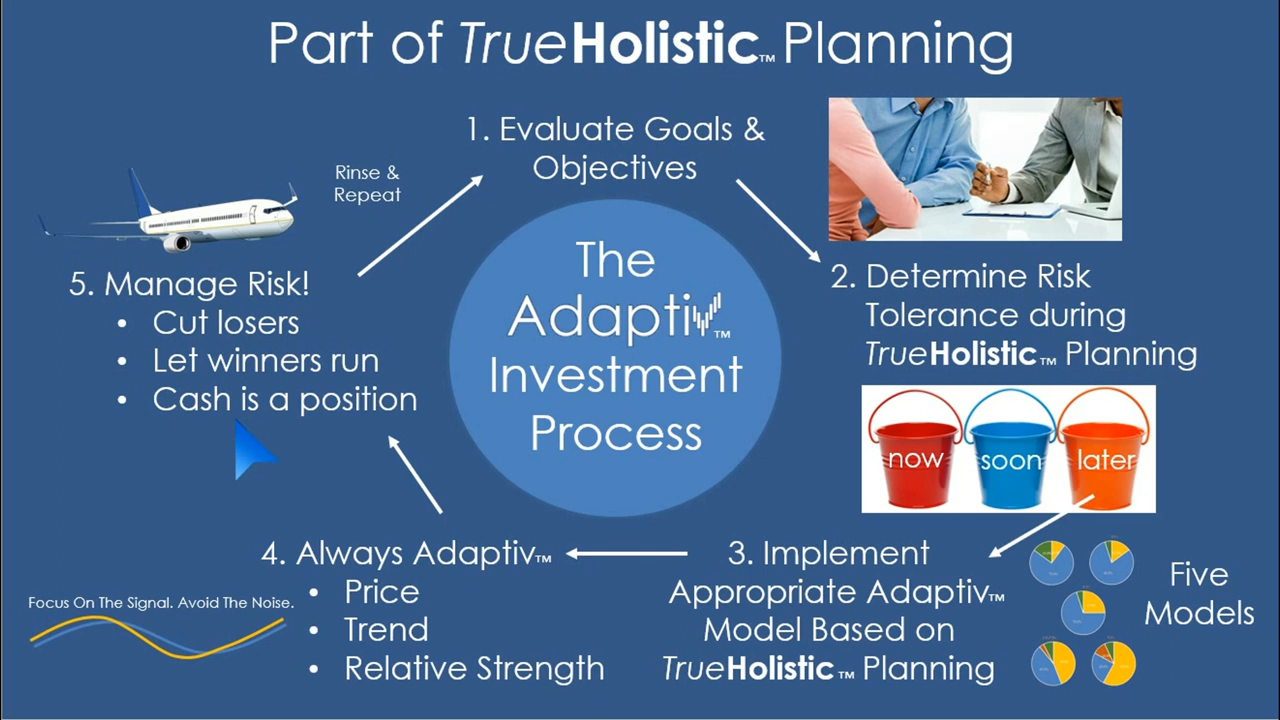 Part of TrueHolistic™ Planning
1. Evaluate Goals &
Objectives
Rinse &
Repeat
The
Adaptiv™
Investment
Process
2. Determine Risk
Tolerance during
TrueHolistic™ Planning
now
soon
later
3. Implement
Appropriate Adaptiv™
Model Based on
TrueHolistic™ Planning
Five
Models
4. Always Adaptiv™
• Price
• Trend
• Relative Strength
Focus On The Signal. Avoid The Noise.
5. Manage Risk!
• Cut losers
• Let winners run
• Cash is a position